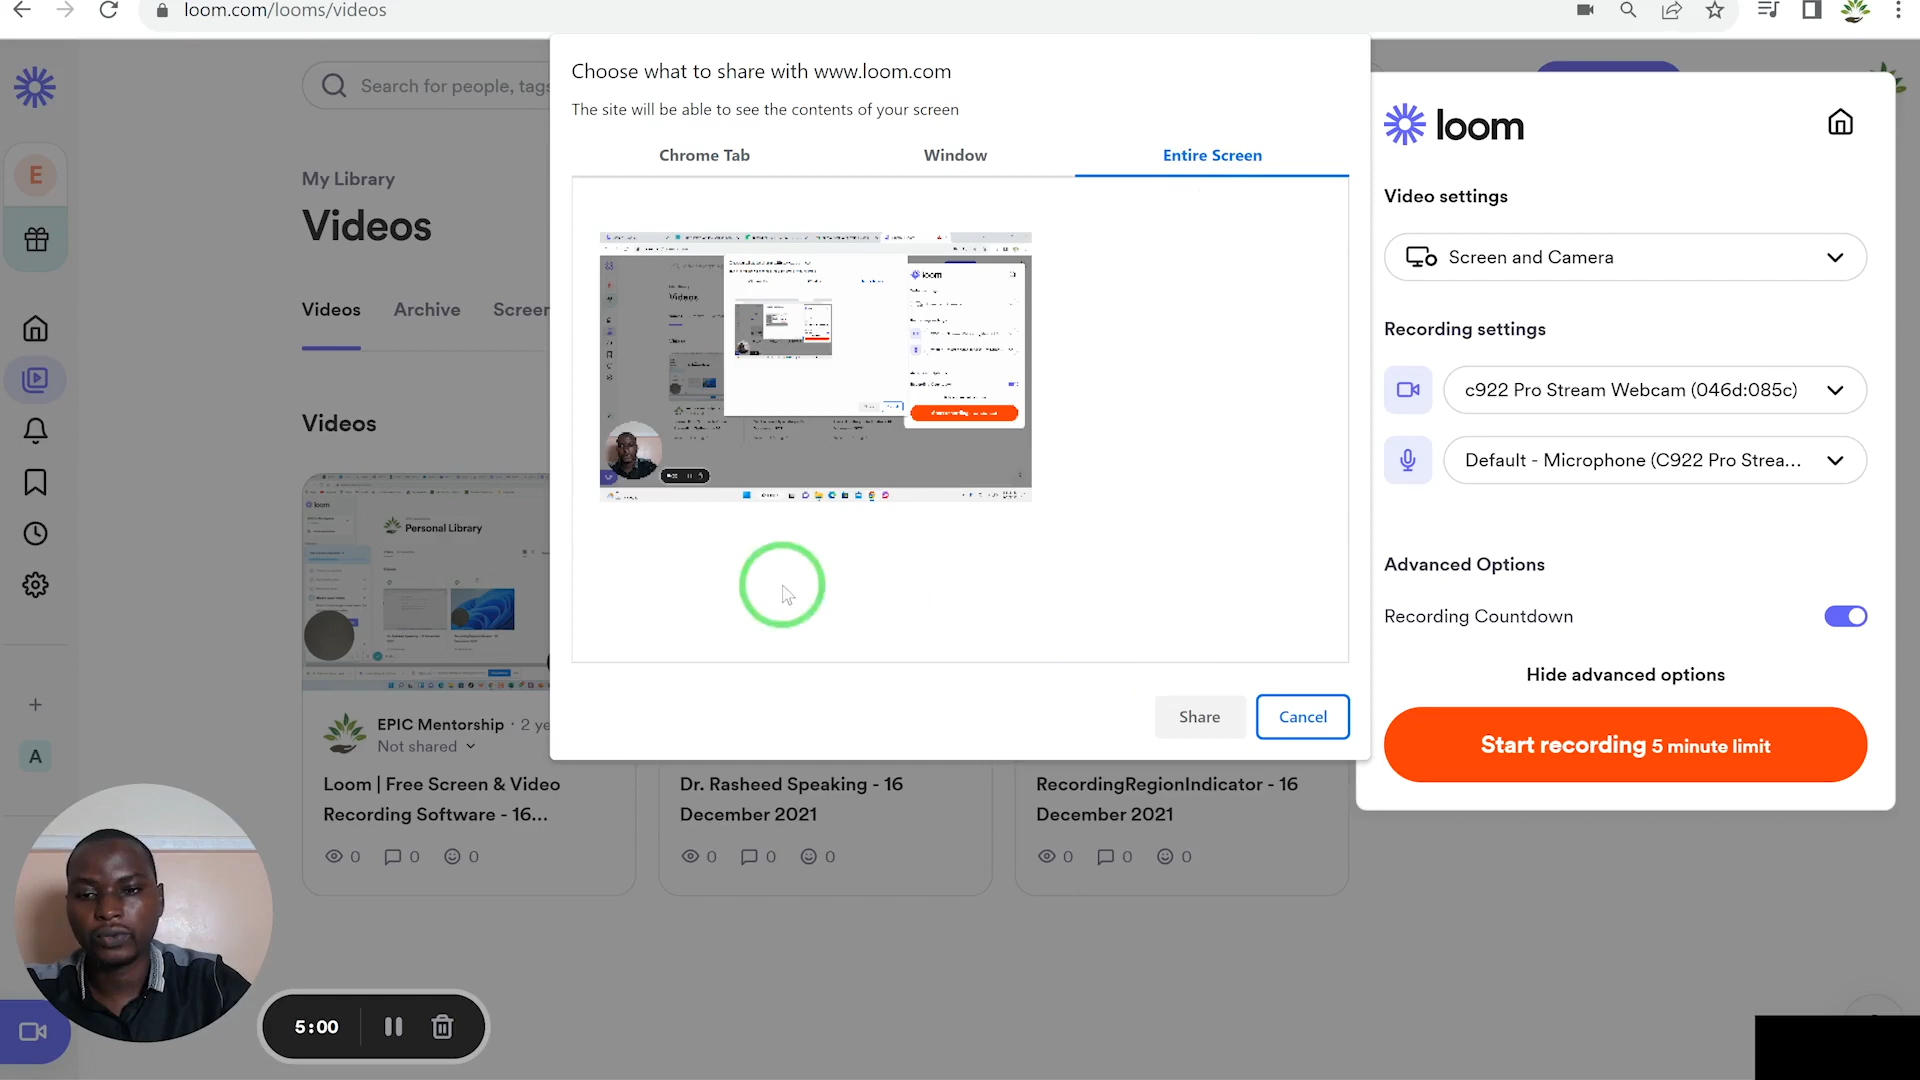 loom.com/looms/videos
Choose what to share with www.loom.com
The site will be able to see the contents of your screen
Chrome Tab
Window
Entire Screen
Share
Cancel
Search for people, tags
My Library
Videos
Videos
Archive
Screen
Videos
E
A
loom
Personal Library
EPIC Mentorship · 2 ye
Not shared
Loom | Free Screen & Video
Recording Software - 16...
0 0 0
Dr. Rasheed Speaking - 16
December 2021
0 0 0
RecordingRegionIndicator - 16
December 2021
0 0 0
loom
Video settings
Screen and Camera
Recording settings
c922 Pro Stream Webcam (046d:085c)
Default - Microphone (C922 Pro Strea...
Advanced Options
Recording Countdown
Hide advanced options
Start recording 5 minute limit
loom
Videos
5:00